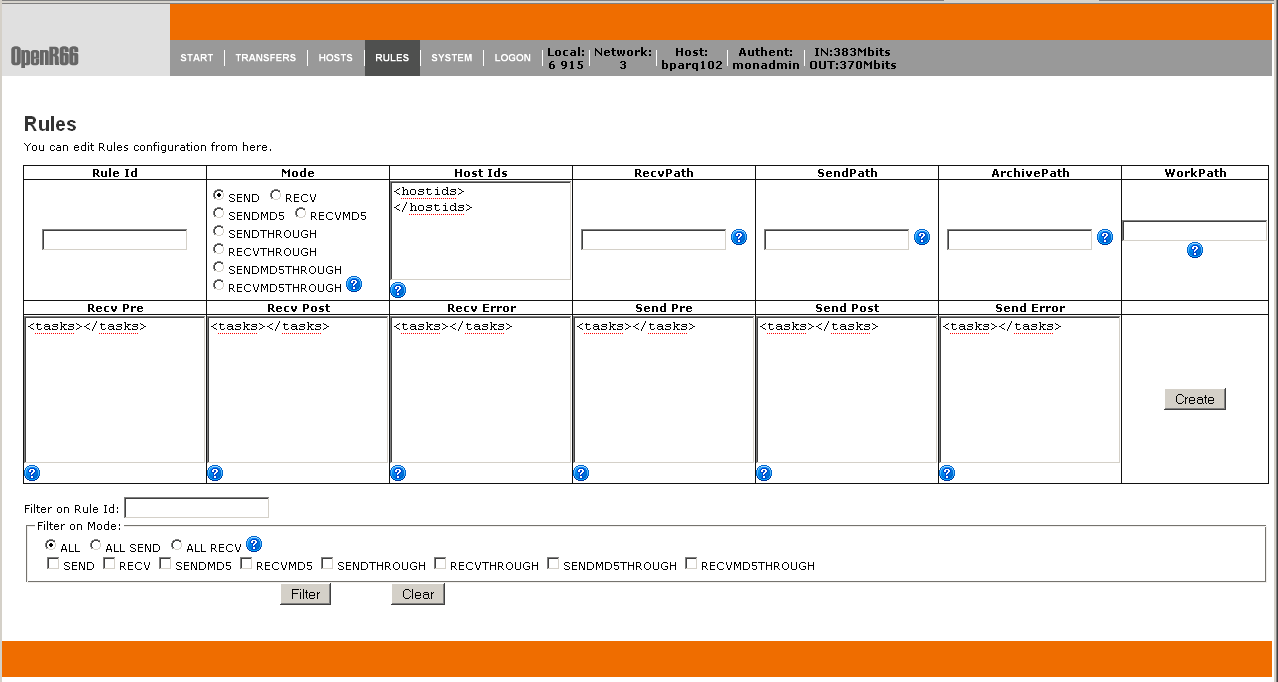 OpenR66
START TRANSFERS HOSTS RULES SYSTEM LOGON Local: Network: Host: Authent: IN:383Mbits
6 915 3 bparq102 monadmin OUT:370Mbits
Rules
You can edit Rules configuration from here.
Rule Id Mode Host Ids RecvPath SendPath ArchivePath WorkPath
SEND RECV
SENDMD5 RECVMD5
SENDTHROUGH
RECVTHROUGH
SENDMD5THROUGH
RECVMD5THROUGH ?
<hostids>
</hostids>
?
?
?
?
?
Recv Pre Recv Post Recv Error Send Pre Send Post Send Error
<tasks></tasks> <tasks></tasks> <tasks></tasks> <tasks></tasks> <tasks></tasks> <tasks></tasks>
Create
? ? ? ? ? ?
Filter on Rule Id:
Filter on Mode:
ALL ALL SEND ALL RECV ?
SEND RECV SENDMD5 RECVMD5 SENDTHROUGH RECVTHROUGH SENDMD5THROUGH RECVMD5THROUGH
Filter Clear